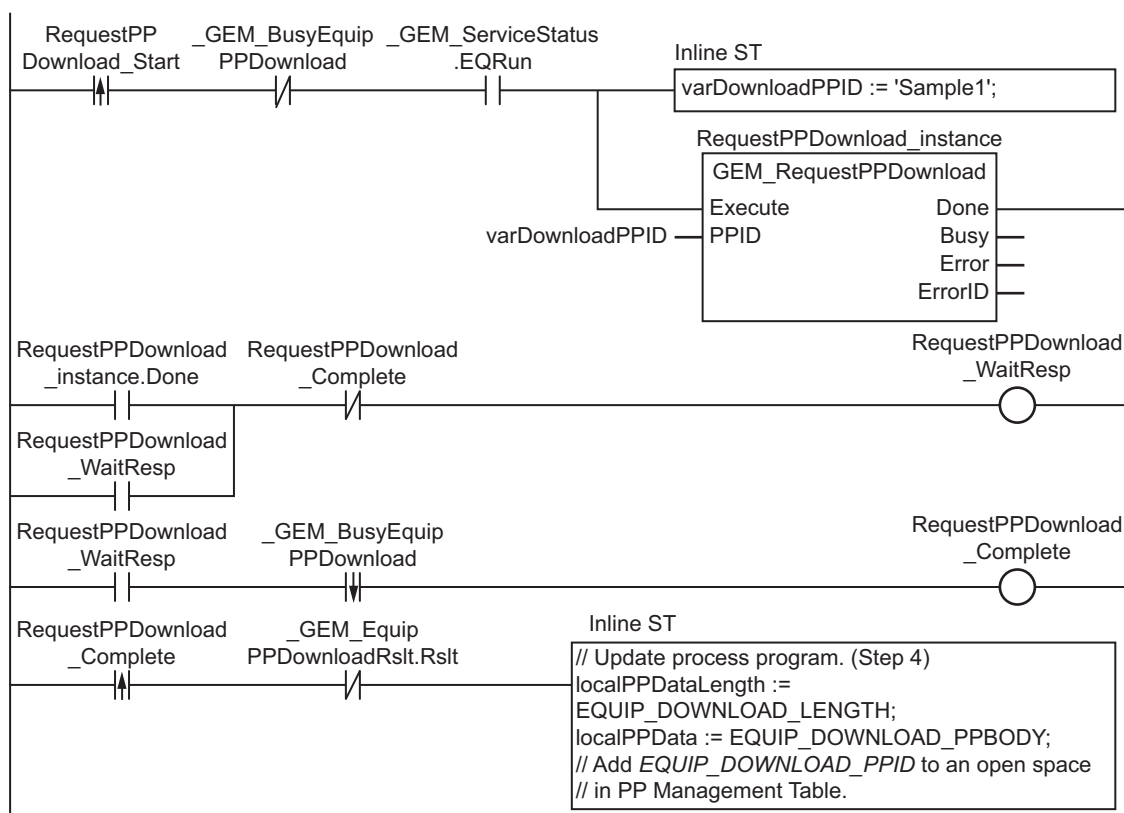 RequestPP
Download_Start
_GEM_BusyEquip
PPDownload
_GEM_ServiceStatus
.EQRun
Inline ST
varDownloadPPID := 'Sample1';
RequestPPDownload_instance
GEM_RequestPPDownload
Execute
Done
varDownloadPPID
PPID
Busy
Error
ErrorID
RequestPPDownload
_instance.Done
RequestPPDownload
_Complete
RequestPPDownload
_WaitResp
RequestPPDownload
_WaitResp
RequestPPDownload
_WaitResp
_GEM_BusyEquip
PPDownload
RequestPPDownload
_Complete
RequestPPDownload
_Complete
_GEM_Equip
PPDownloadRslt.Rslt
Inline ST
// Update process program. (Step 4)
localPPDataLength :=
EQUIP_DOWNLOAD_LENGTH;
localPPData := EQUIP_DOWNLOAD_PPBODY;
// Add EQUIP_DOWNLOAD_PPID to an open space
// in PP Management Table.